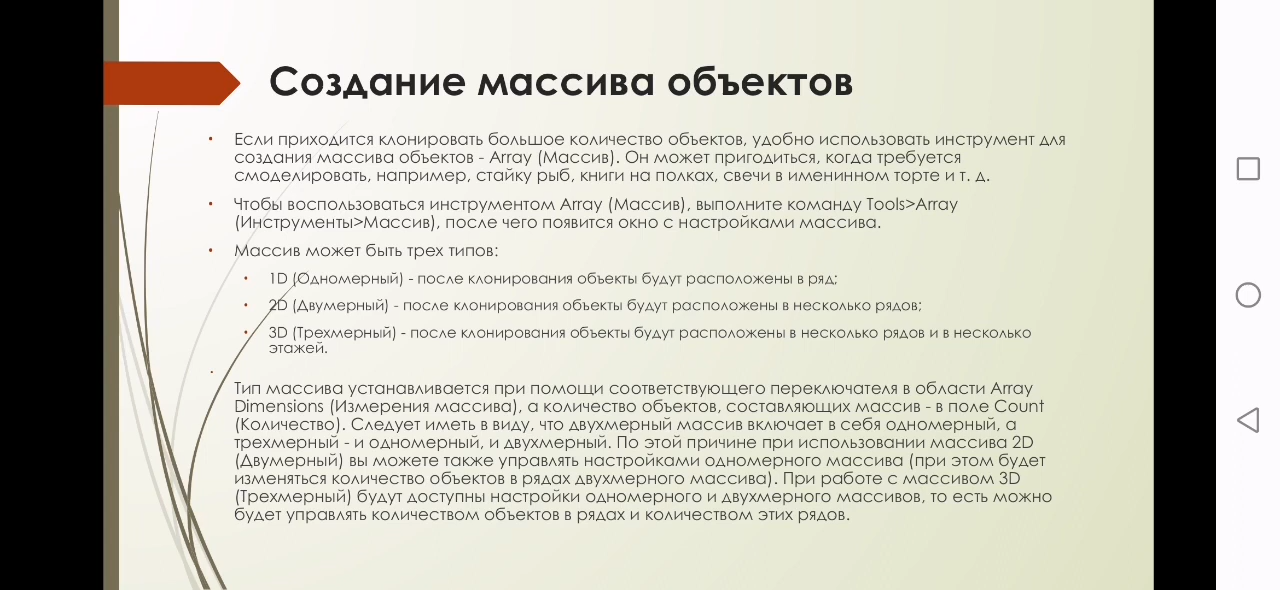 Создание массива объектов
Если приходится клонировать большое количество объектов, удобно использовать инструмент для
создания массива объектов - Array (Массив). Он может пригодиться, когда требуется
смоделировать, например, стайку рыб, книги на полках, свечи в именинном торте и т. д.
Чтобы воспользоваться инструментом Array (Массив), выполните команду Tools>Array
(Инструменты>Массив), после чего появится окно с настройками массива.
Массив может быть трех типов:
1D (Одномерный) - после клонирования объекты будут расположены в ряд;
2D (Двумерный) - после клонирования объекты будут расположены в несколько рядов;
3D (Трехмерный) - после клонирования объекты будут расположены в несколько рядов и в несколько
этажей.
Тип массива устанавливается при помощи соответствующего переключателя в области Array
Dimensions (Измерения массива), а количество объектов, составляющих массив - в поле Count
(Количество). Следует иметь в виду, что двухмерный массив включает в себя одномерный, а
трехмерный - и одномерный, и двухмерный. По этой причине при использовании массива 2D
(Двумерный) вы можете также управлять настройками одномерного массива (при этом будет
изменяться количество объектов в рядах двухмерного массива). При работе с массивом 3D
(Трехмерный) будут доступны настройки одномерного и двухмерного массивов, то есть можно
будет управлять количеством объектов в рядах и количеством этих рядов.